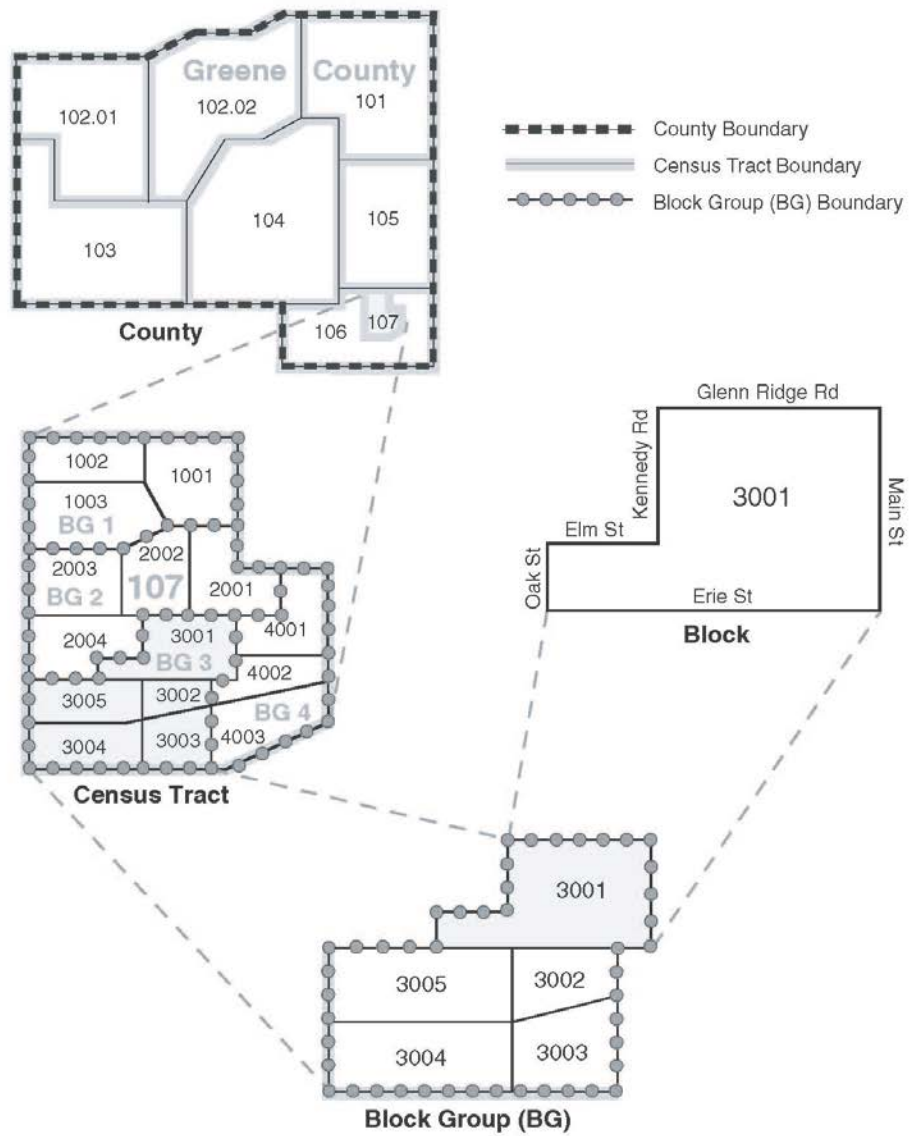 Greene County
102.01
102.02
101
103
104
105
106
107
County
County Boundary
Census Tract Boundary
Block Group (BG) Boundary
1002
1001
1003
BG 1
2003
2002
BG 2
107
2001
2004
3001
4001
BG 3
4002
3005
3002
BG 4
3004
3003
4003
Census Tract
Glenn Ridge Rd
Kennedy Rd
3001
Main St
Elm St
Oak St
Erie St
Block
3001
3005
3002
3004
3003
Block Group (BG)